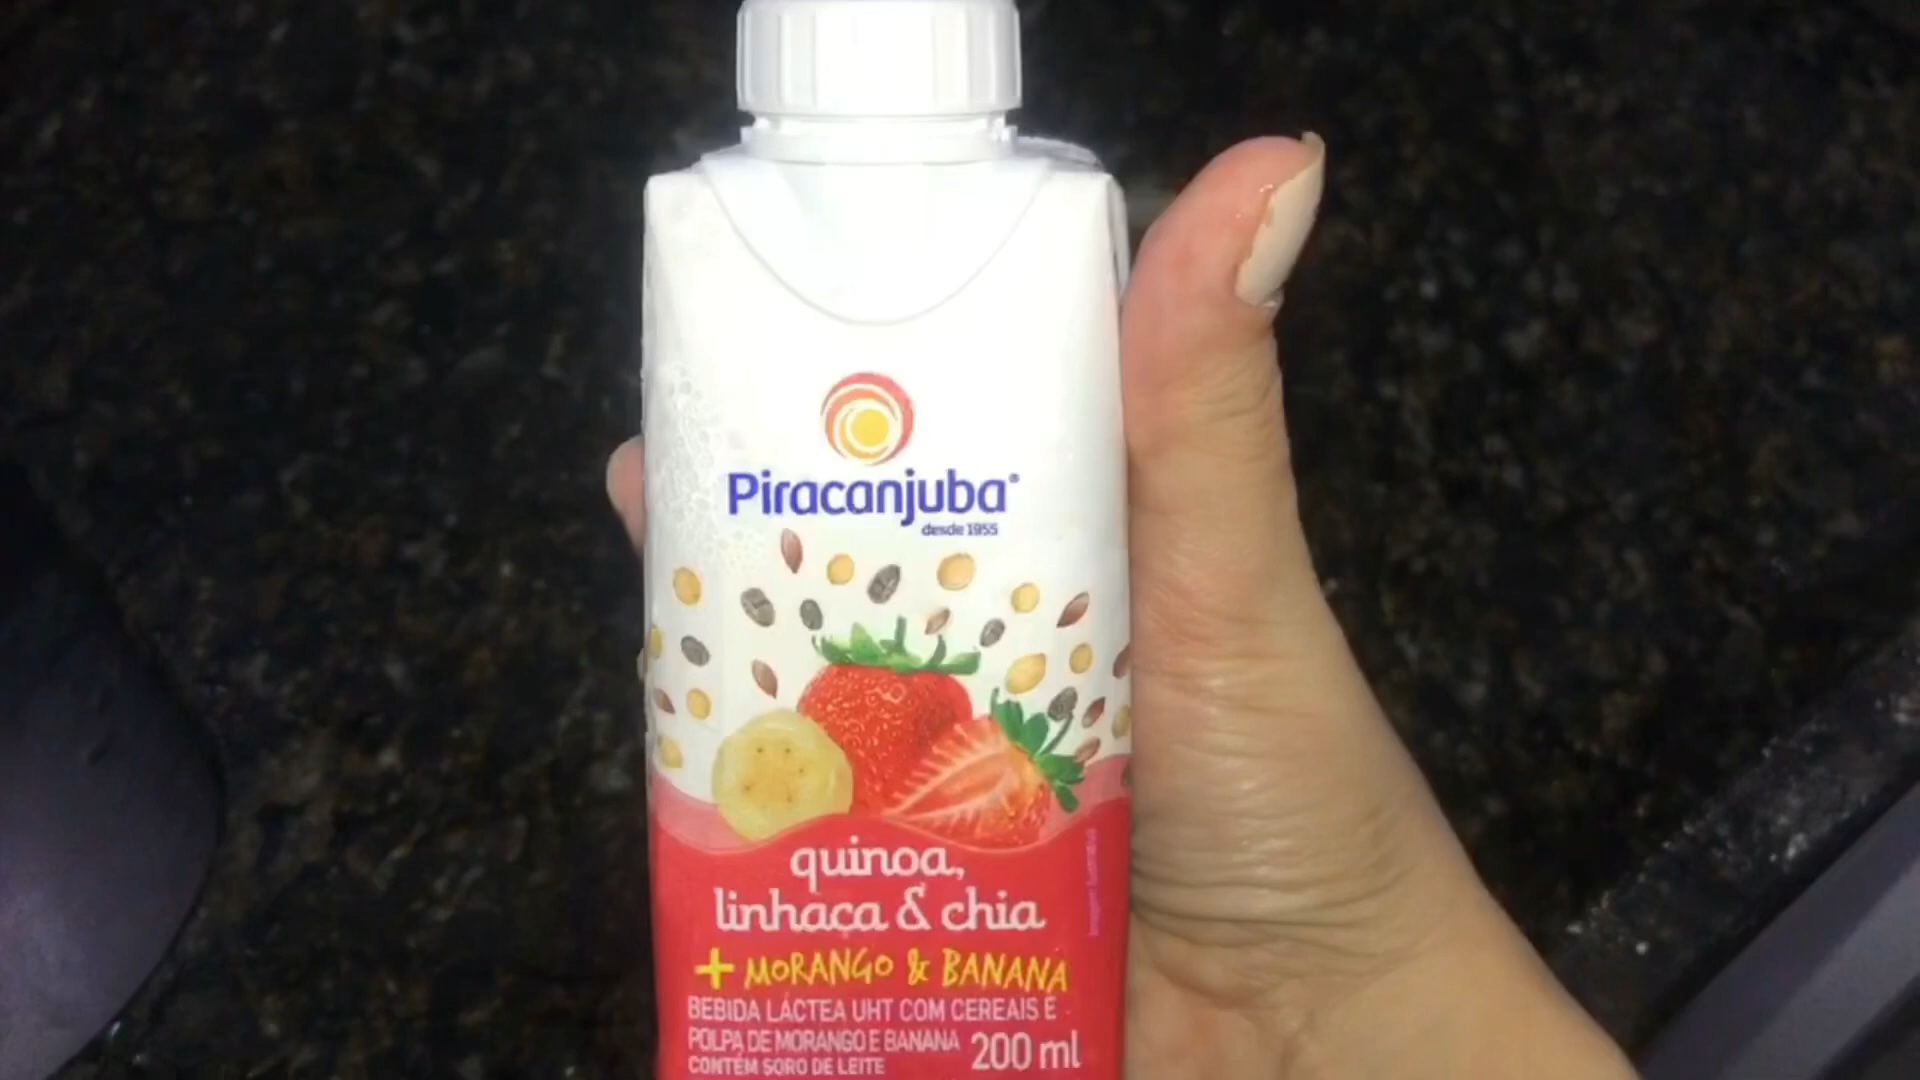 Piracanjuba®
desde 1955
quinoa,
linhaça & chia
+ MORANGO & BANANA
BEBIDA LÁCTEA UHT COM CEREAIS E
POLPA DE MORANGO E BANANA
CONTÉM SORO DE LEITE
200 ml